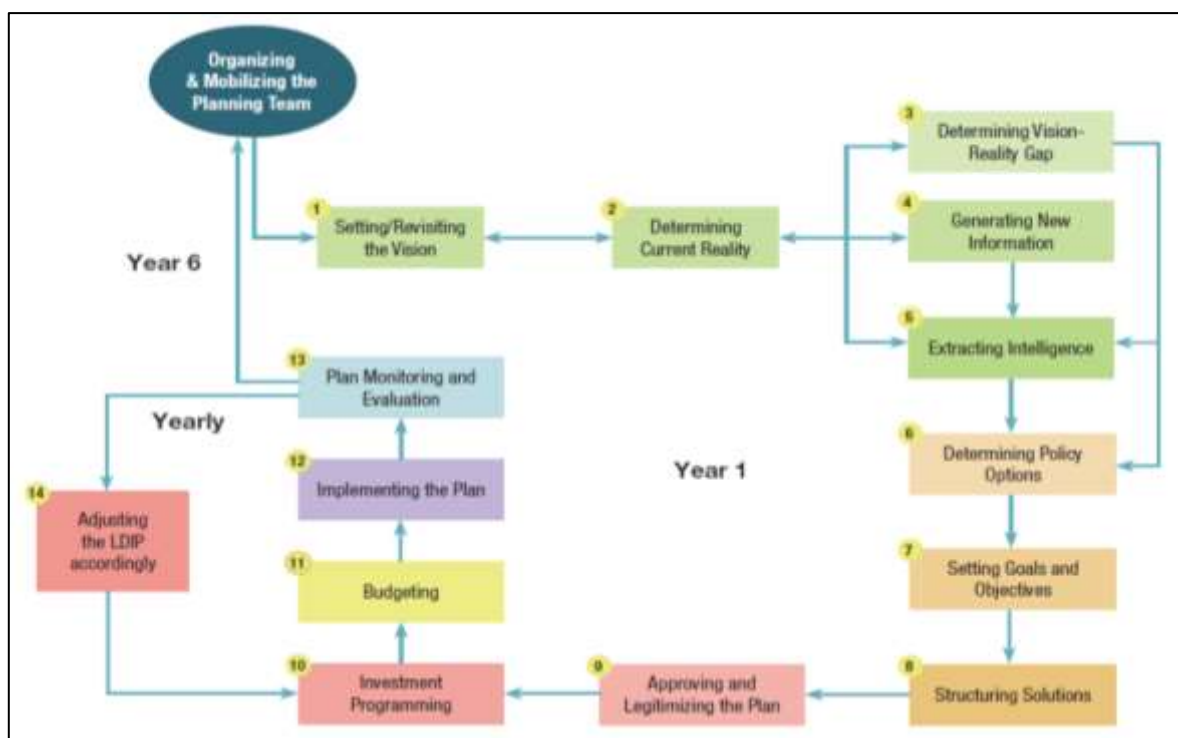 Organizing
& Mobilizing the
Planning Team
1
Setting/Revisiting
the Vision
2
Determining
Current Reality
3
Determining Vision-
Reality Gap
4
Generating New
Information
5
Extracting Intelligence
6
Determining Policy
Options
7
Setting Goals and
Objectives
8
Structuring Solutions
9
Approving and
Legitimizing the Plan
10
Investment
Programming
11
Budgeting
12
Implementing the Plan
13
Plan Monitoring and
Evaluation
14
Adjusting
the LDIP
accordingly
Year 6
Yearly
Year 1